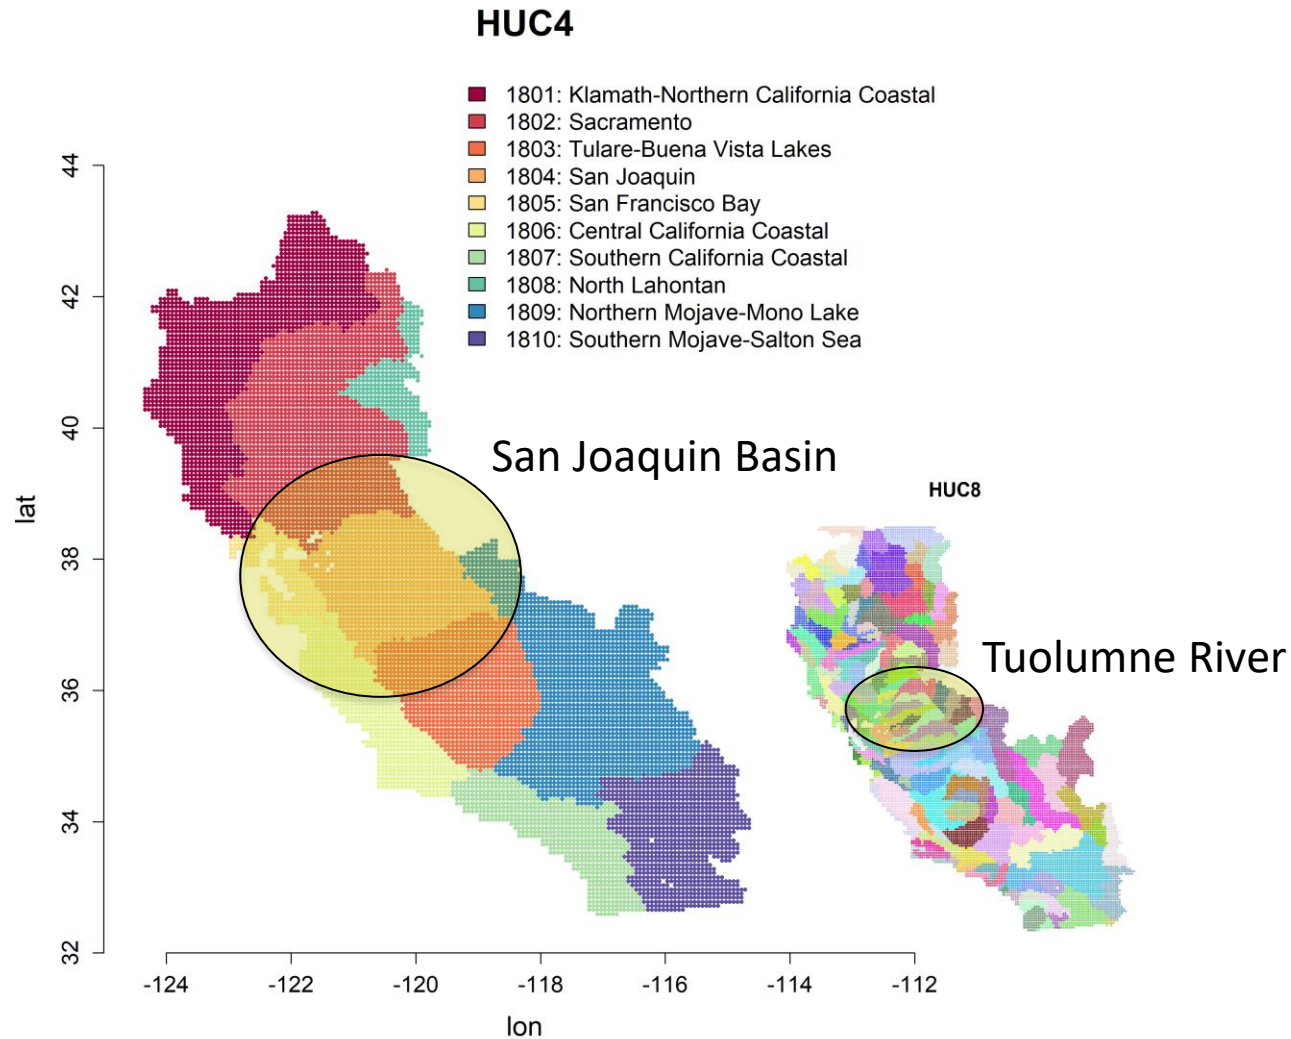 HUC4
1801: Klamath-Northern California Coastal
1802: Sacramento
1803: Tulare-Buena Vista Lakes
1804: San Joaquin
1805: San Francisco Bay
1806: Central California Coastal
1807: Southern California Coastal
1808: North Lahontan
1809: Northern Mojave-Mono Lake
1810: Southern Mojave-Salton Sea
San Joaquin Basin
HUC8
Tuolumne River
lat
44
42
40
38
36
34
32
-124 -122 -120 -118 -116 -114 -112
lon